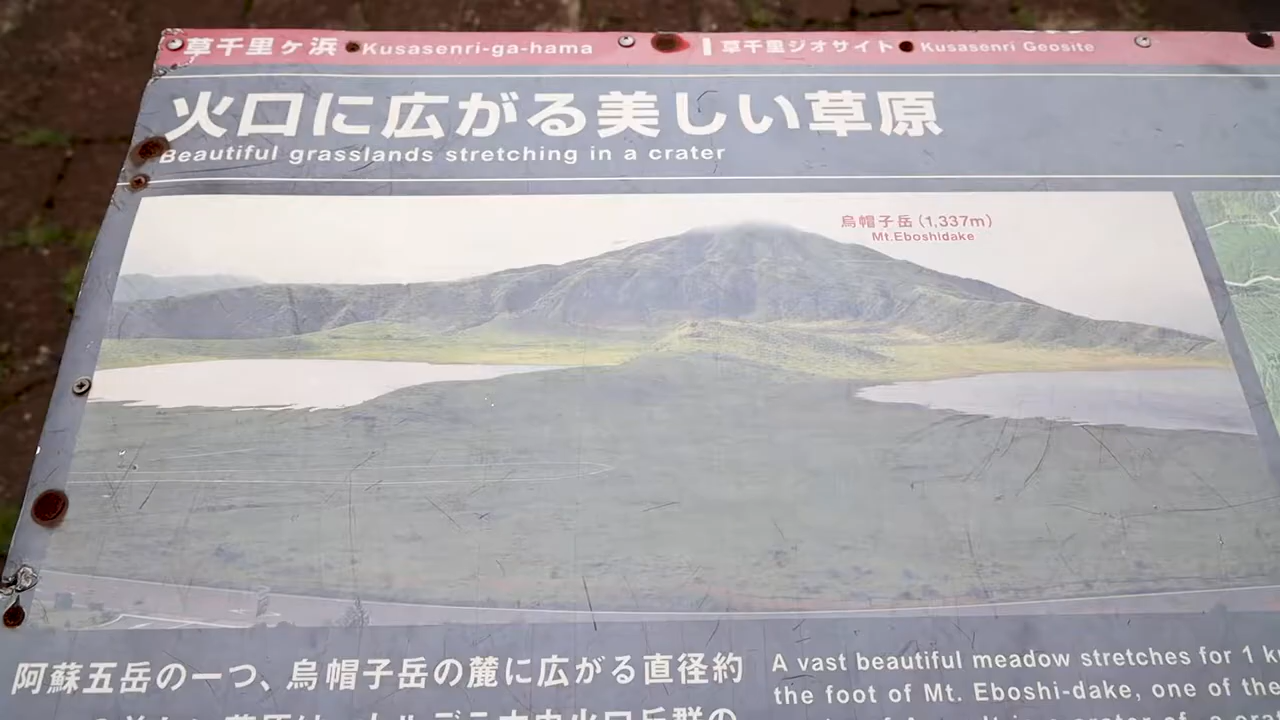 草千里ヶ浜 Kusasenri-ga-hama
草千里ジオサイト Kusasenri Geosite
火口に広がる美しい草原
Beautiful grasslands stretching in a crater
烏帽子岳(1,337m)
Mt.Eboshidake
阿蘇五岳の一つ、烏帽子岳の麓に広がる直径約
A vast beautiful meadow stretches for 1
the foot of Mt. Eboshi-dake, one of the